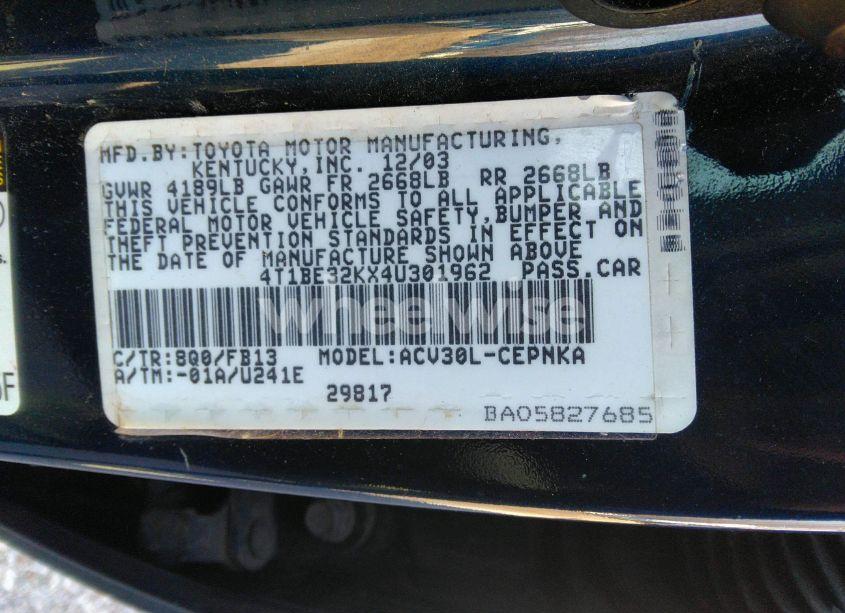 MFD.BY:TOYOTA MOTOR MANUFACTURING,
KENTUCKY,INC. 12/03
GVWR 4189LB GAWR FR 2668LB RR 2668LB
THIS VEHICLE CONFORMS TO ALL APPLICABLE
FEDERAL MOTOR VEHICLE SAFETY,BUMPER AND
THEFT PREVENTION STANDARDS IN EFFECT ON
THE DATE OF MANUFACTURE SHOWN ABOVE
4T1BE32KX4U301962 PASS.CAR
wheelwise
C/TR:8Q0/FB13 MODEL:ACV30L-CEPNKA
A/TM:-01A/U241E
29817
BA05827685